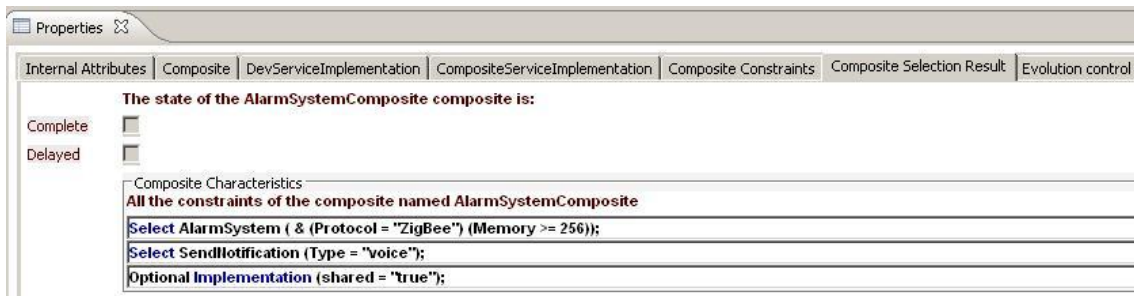 Properties
Internal Attributes Composite DevServiceImplementation CompositeServiceImplementation Composite Constraints Composite Selection Result Evolution control
The state of the AlarmSystemComposite composite is:
Complete
Delayed
Composite Characteristics
All the constraints of the composite named AlarmSystemComposite
Select AlarmSystem ( & (Protocol = "ZigBee") (Memory >= 256));
Select SendNotification (Type = "voice");
Optional Implementation (shared = "true");